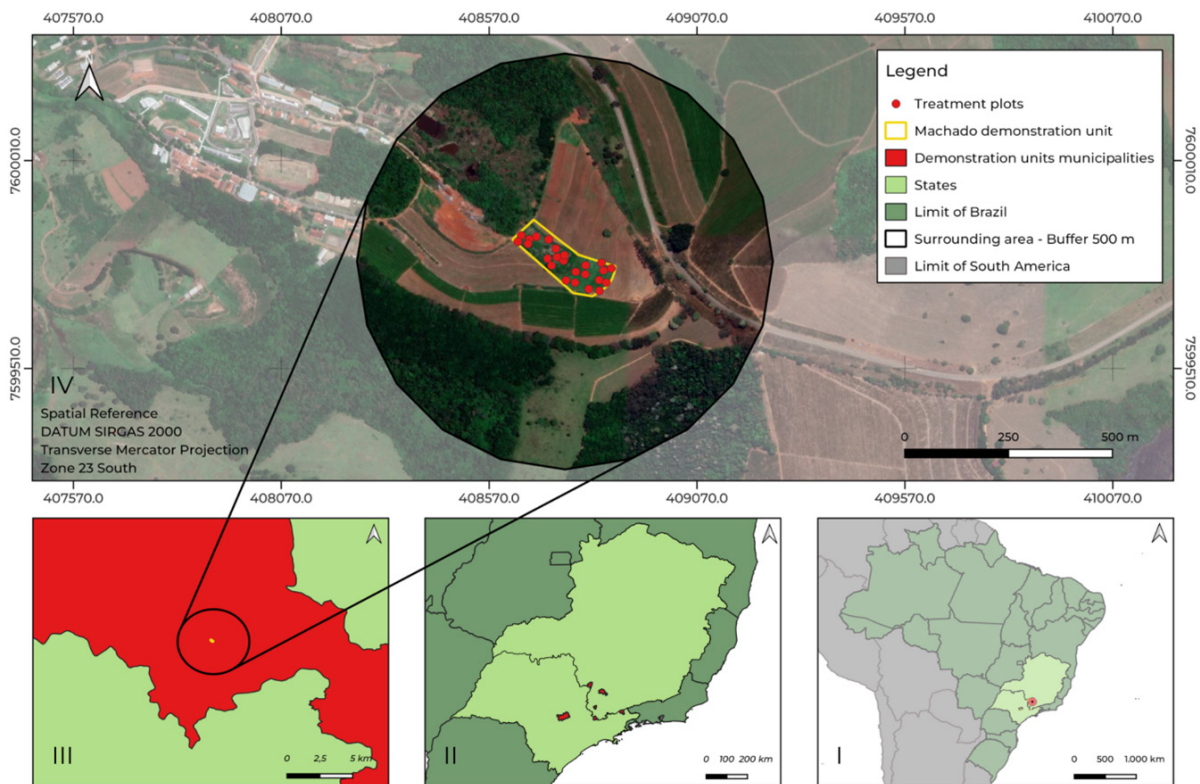 407570.0 408070.0 408570.0 409070.0 409570.0 410070.0
7600010.0
7599510.0
Legend
Treatment plots
Machado demonstration unit
Demonstration units municipalities
States
Limit of Brazil
Surrounding area - Buffer 500 m
Limit of South America
7600010.0
7599510.0
IV
Spatial Reference
DATUM SIRGAS 2000
Transverse Mercator Projection
Zone 23 South
0 250 500 m
407570.0 408070.0 408570.0 409070.0 409570.0 410070.0
III
0 2,5 5 km
II
0 100 200 km
I
0 500 1.000 km